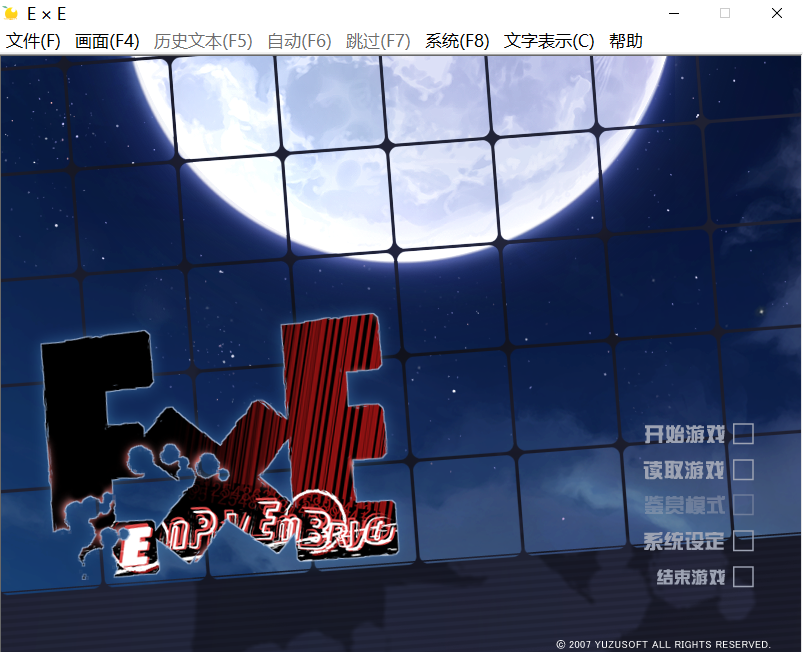 E × E
文件(F) 画面(F4) 历史文本(F5) 自动(F6) 跳过(F7) 系统(F8) 文字表示(C) 帮助
ExE
开始游戏
读取游戏
鉴赏模式
系统设定
结束游戏
© 2007 YUZUSOFT ALL RIGHTS RESERVED.